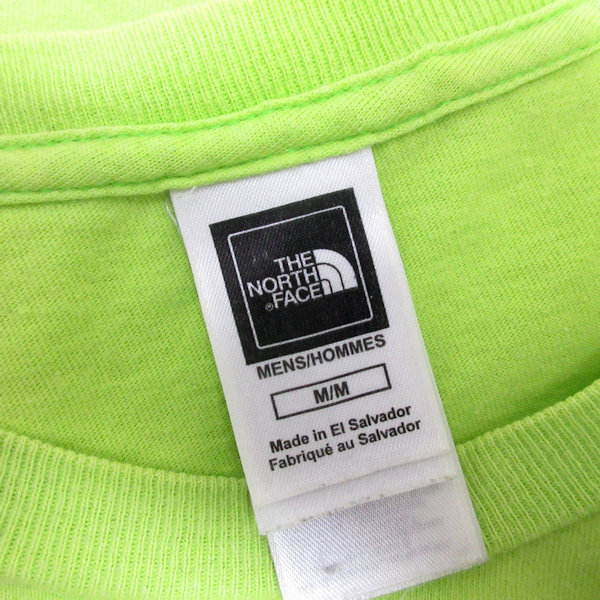 THE
NORTH
FACE
MENS/HOMMES
M/M
Made in El Salvador
Fabriqué au Salvador